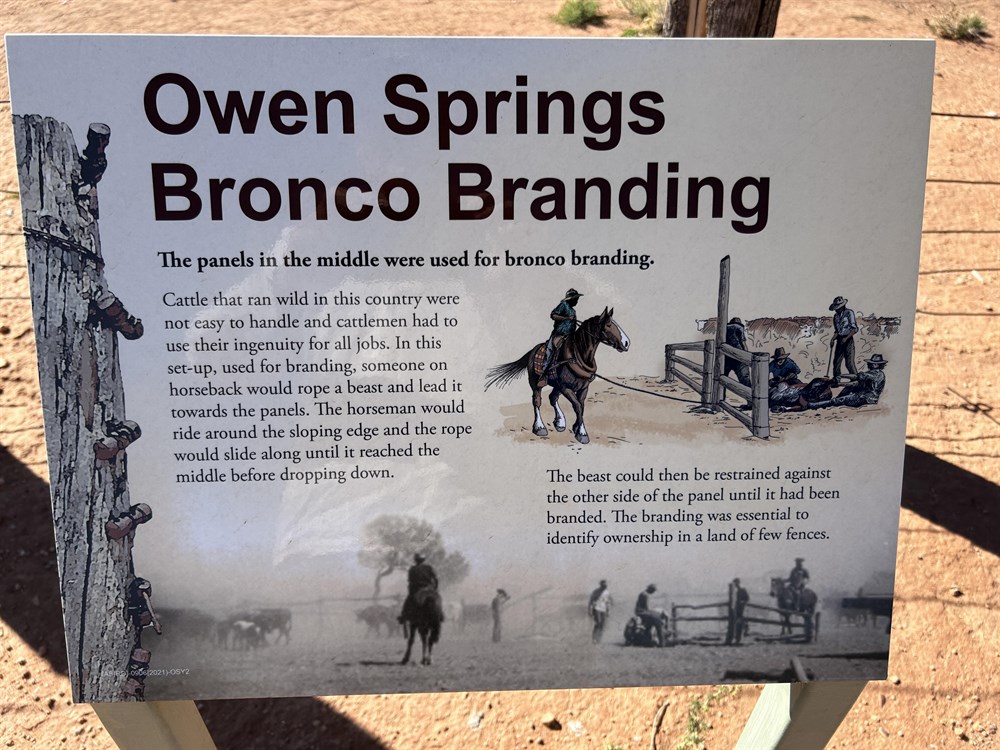 Owen Springs
Bronco Branding
The panels in the middle were used for bronco branding.
Cattle that ran wild in this country were
not easy to handle and cattlemen had to
use their ingenuity for all jobs. In this
set-up, used for branding, someone on
horseback would rope a beast and lead it
towards the panels. The horseman would
ride around the sloping edge and the rope
would slide along until it reached the
middle before dropping down.
The beast could then be restrained against
the other side of the panel until it had been
branded. The branding was essential to
identify ownership in a land of few fences.